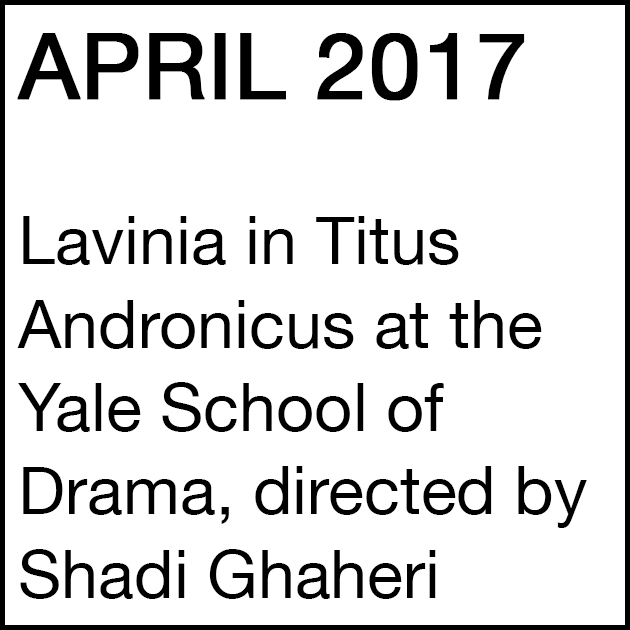 APRIL 2017
Lavinia in Titus
Andronicus at the
Yale School of
Drama, directed by
Shadi Ghaheri